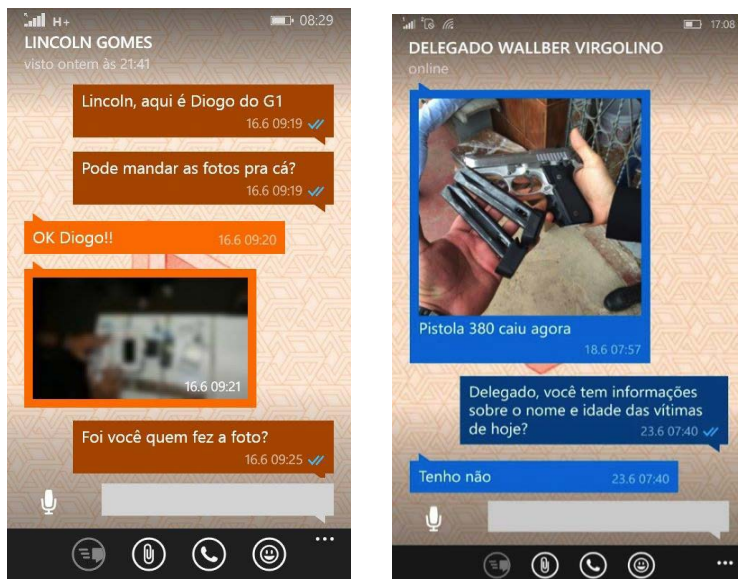 H+ 08:29
LINCOLN GOMES
visto ontem às 21:41
Lincoln, aqui é Diogo do G1
16.6 09:19
Pode mandar as fotos pra cá?
16.6 09:19
OK Diogo!!
16.6 09:20
16.6 09:21
Foi você quem fez a foto?
16.6 09:25
17:08
DELEGADO WALLBER VIRGOLINO
online
Pistola 380 caiu agora
18.6 07:57
Delegado, você tem informações
sobre o nome e idade das vítimas
de hoje?
23.6 07:40
Tenho não
23.6 07:40